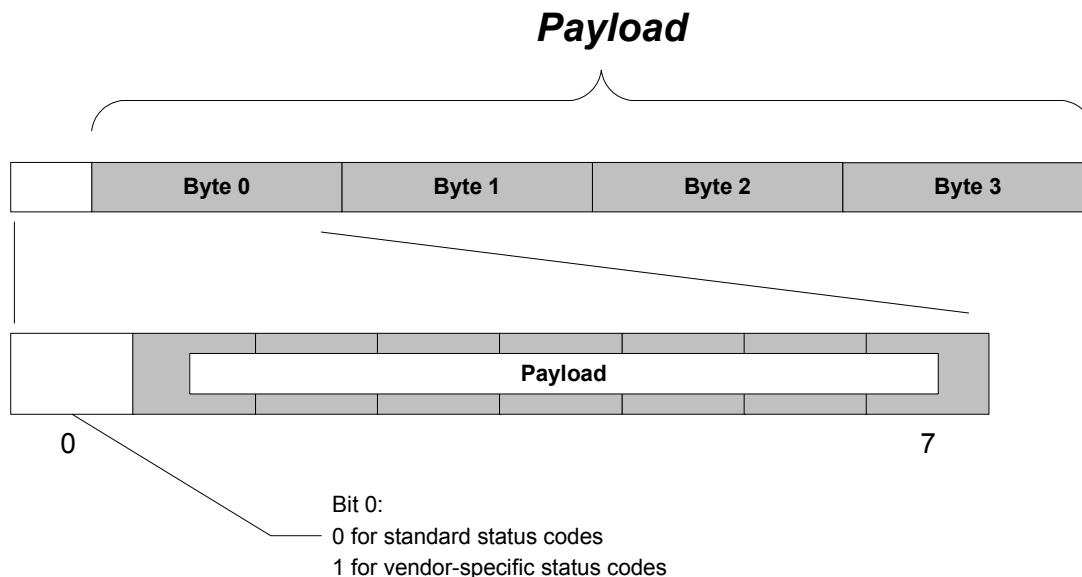 Payload
Byte 0 Byte 1 Byte 2 Byte 3
Payload
0 7
Bit 0:
0 for standard status codes
1 for vendor-specific status codes